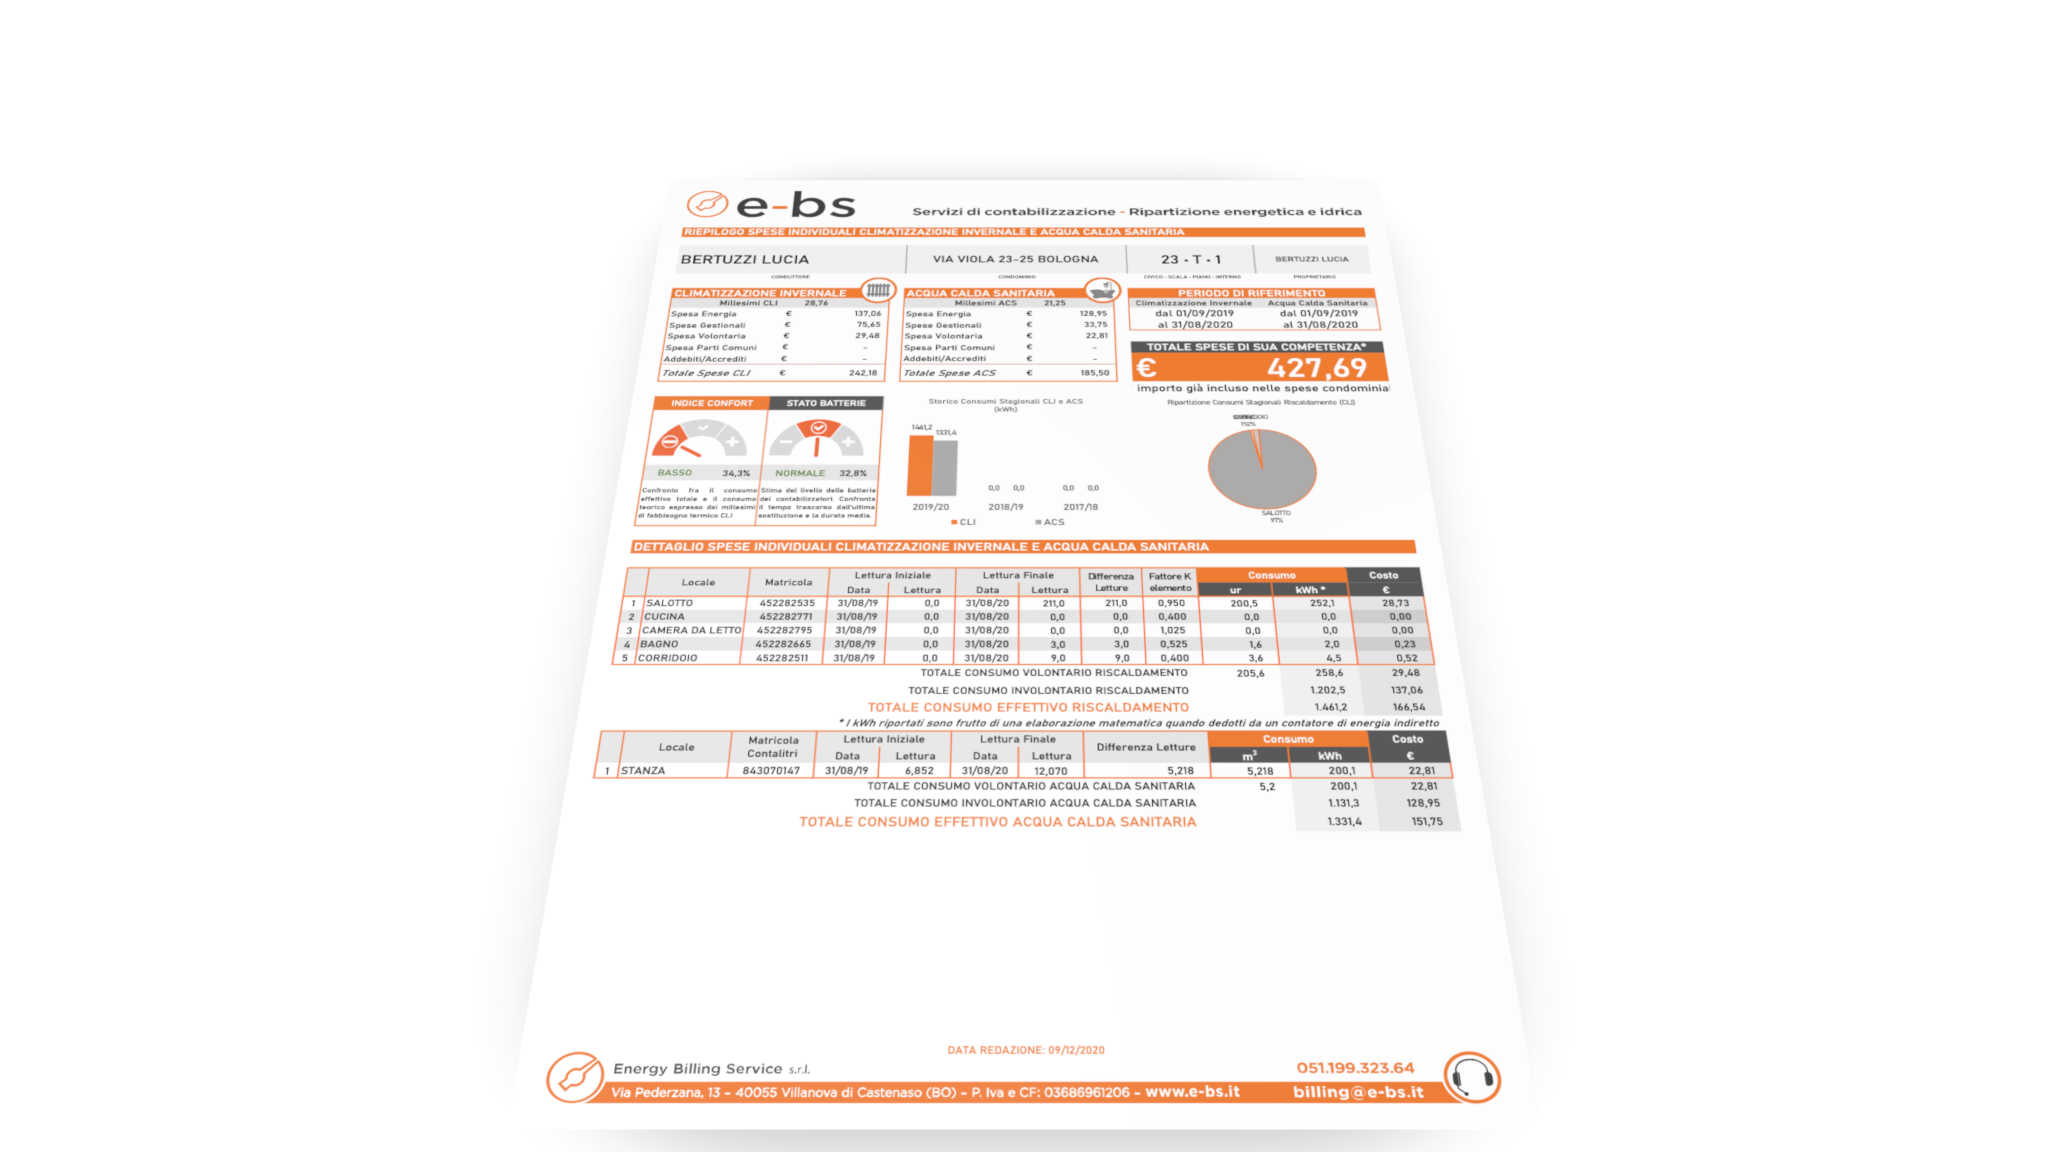 e-bs
Servizi di contabilizzazione - Ripartizione energetica e idrica
RIEPILOGO SPESE INDIVIDUALI CLIMATIZZAZIONE INVERNALE E ACQUA CALDA SANITARIA
BERTUZZI LUCIA VIA VIOLA 23-25 BOLOGNA 23 - T - 1 BERTUZZI LUCIA
CONDUTTORE CONDOMINIO CIVICO - SCALA - PIANO - INTERNO PROPRIETARIO
CLIMATIZZAZIONE INVERNALE
Millesimi CLI 28,76
Spesa Energia € 137,06
Spese Gestionali € 75,65
Spesa Volontaria € 29,48
Spesa Parti Comuni € -
Addebiti/Accrediti € -
Totale Spese CLI € 242,18
ACQUA CALDA SANITARIA
Millesimi ACS 21,25
Spesa Energia € 128,95
Spese Gestionali € 33,75
Spesa Volontaria € 22,81
Spesa Parti Comuni € -
Addebiti/Accrediti € -
Totale Spese ACS € 185,50
PERIODO DI RIFERIMENTO
Climatizzazione Invernale Acqua Calda Sanitaria
dal 01/09/2019 dal 01/09/2019
al 31/08/2020 al 31/08/2020
TOTALE SPESE DI SUA COMPETENZA*
€ 427,69
importo già incluso nelle spese condominial
INDICE CONFORT STATO BATTERIE
BASSO 34,3% NORMALE 32,8%
Confronto fra il consumo effettivo totale e il consumo teorico espresso dai millesimi di fabbisogno termico CLI
Stima del livello delle batterie dei contabilizzatori. Confronta il tempo trascorso dall'ultima sostituzione e la durata media.
Storico Consumi Stagionali CLI e ACS
(kWh)
1461,2 1331,4
0,0 0,0 0,0 0,0
2019/20 2018/19 2017/18
CLI ACS
Ripartizione Consumi Stagionali Riscaldamento (CLI)
SALOTTO
97%
DETTAGLIO SPESE INDIVIDUALI CLIMATIZZAZIONE INVERNALE E ACQUA CALDA SANITARIA
Locale Matricola Lettura Iniziale Lettura Finale Differenza Letture Fattore K elemento Consumo Costo
Data Lettura Data Lettura ur kWh * €
1 SALOTTO 452282535 31/08/19 0,0 31/08/20 211,0 211,0 0,950 200,5 252,1 28,73
2 CUCINA 452282771 31/08/19 0,0 31/08/20 0,0 0,0 0,400 0,0 0,0 0,00
3 CAMERA DA LETTO 452282795 31/08/19 0,0 31/08/20 0,0 0,0 1,025 0,0 0,0 0,00
4 BAGNO 452282665 31/08/19 0,0 31/08/20 3,0 3,0 0,525 1,6 2,0 0,23
5 CORRIDOIO 452282511 31/08/19 0,0 31/08/20 9,0 9,0 0,400 3,6 4,5 0,52
TOTALE CONSUMO VOLONTARIO RISCALDAMENTO 205,6 258,6 29,48
TOTALE CONSUMO INVOLONTARIO RISCALDAMENTO 1.202,5 137,06
TOTALE CONSUMO EFFETTIVO RISCALDAMENTO 1.461,2 166,54
* I kWh riportati sono frutto di una elaborazione matematica quando dedotti da un contatore di energia indiretto
Locale Matricola Contalitri Lettura Iniziale Lettura Finale Differenza Letture Consumo Costo
Data Lettura Data Lettura m³ kWh €
1 STANZA 843070147 31/08/19 6,852 31/08/20 12,070 5,218 5,218 200,1 22,81
TOTALE CONSUMO VOLONTARIO ACQUA CALDA SANITARIA 5,2 200,1 22,81
TOTALE CONSUMO INVOLONTARIO ACQUA CALDA SANITARIA 1.131,3 128,95
TOTALE CONSUMO EFFETTIVO ACQUA CALDA SANITARIA 1.331,4 151,75
DATA REDAZIONE: 09/12/2020
Energy Billing Service s.r.l. 051.199.323.64
Via Pederzana, 13 – 40055 Villanova di Castenaso (BO) – P. Iva e CF: 03686961206 – www.e-bs.it billing@e-bs.it